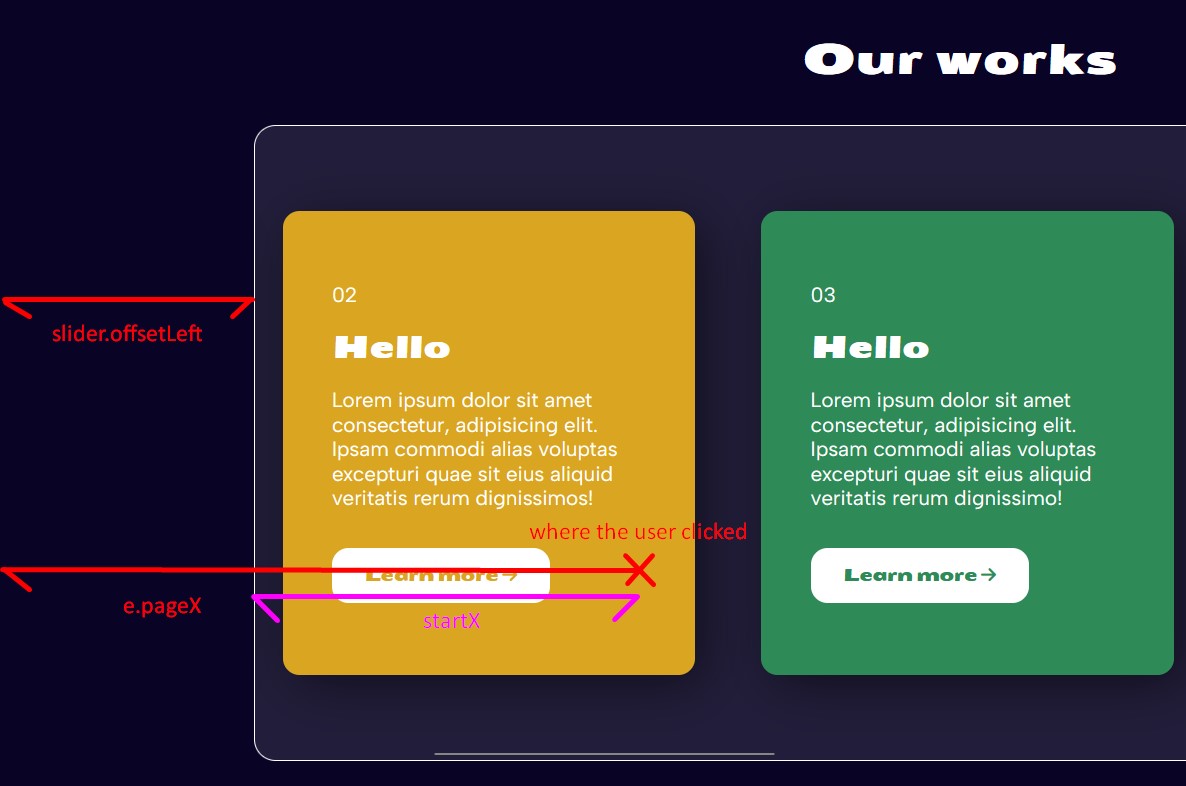 Our works
slider.offsetLeft
02
Hello
Lorem ipsum dolor sit amet
consectetur, adipisicing elit.
Ipsam commodi alias voluptas
excepturi quae sit eius aliquid
veritatis rerum dignissimos!
where the user clicked
Learn more →
e.pageX
startX
03
Hello
Lorem ipsum dolor sit amet
consectetur, adipisicing elit.
Ipsam commodi alias voluptas
excepturi quae sit eius aliquid
veritatis rerum dignissimo!
Learn more →